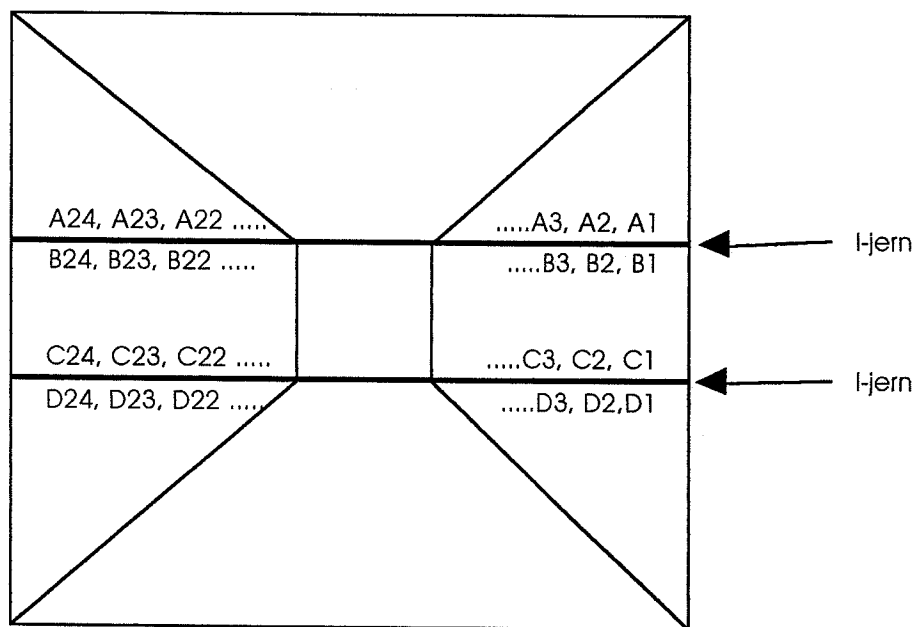 A24, A23, A22 ..... .....A3, A2, A1
I-jern
B24, B23, B22 ..... .....B3, B2, B1
C24, C23, C22 ..... .....C3, C2, C1
I-jern
D24, D23, D22 ..... .....D3, D2,D1